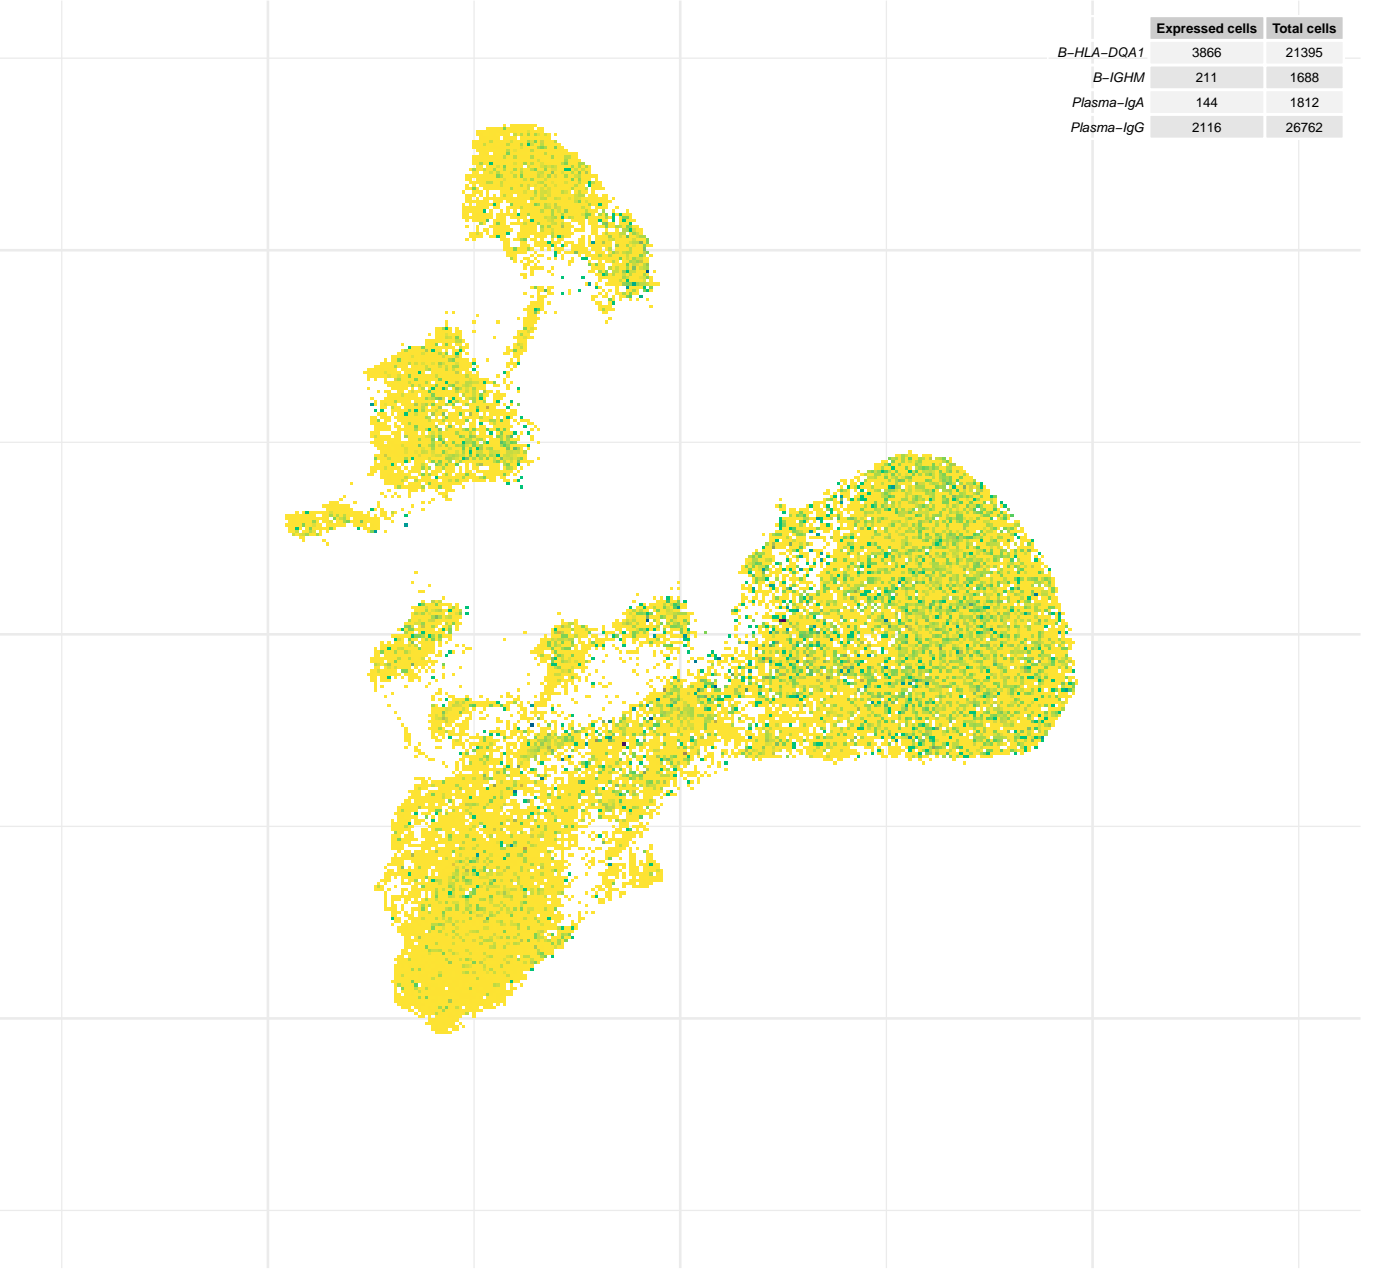 Expressed cells Total cells
B−HLA−DQA1 3866 21395
B−IGHM 211 1688
Plasma−IgA 144 1812
Plasma−IgG 2116 26762